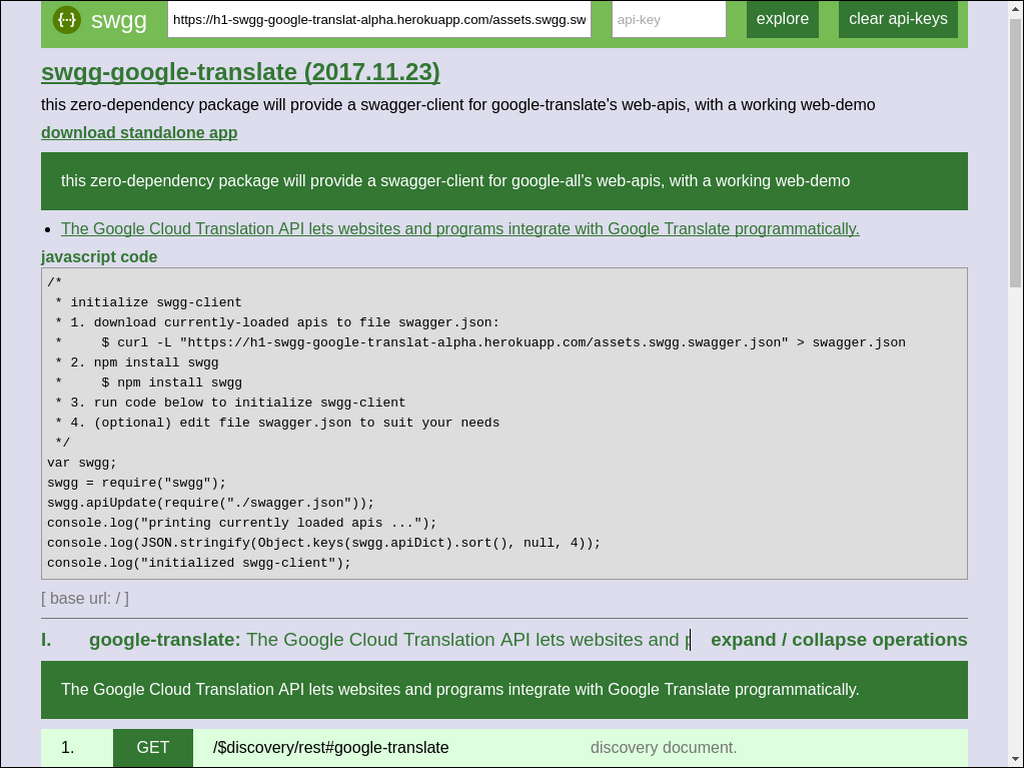 swgg https://h1-swgg-google-translat-alpha.herokuapp.com/assets.swgg.sw api-key explore clear api-keys
swgg-google-translate (2017.11.23)
this zero-dependency package will provide a swagger-client for google-translate's web-apis, with a working web-demo
download standalone app
this zero-dependency package will provide a swagger-client for google-all's web-apis, with a working web-demo
• The Google Cloud Translation API lets websites and programs integrate with Google Translate programmatically.
javascript code
/*
 * initialize swgg-client
 * 1. download currently-loaded apis to file swagger.json:
 *     $ curl -L "https://h1-swgg-google-translat-alpha.herokuapp.com/assets.swgg.swagger.json" > swagger.json
 * 2. npm install swgg
 *     $ npm install swgg
 * 3. run code below to initialize swgg-client
 * 4. (optional) edit file swagger.json to suit your needs
 */
var swgg;
swgg = require("swgg");
swgg.apiUpdate(require("./swagger.json"));
console.log("printing currently loaded apis ...");
console.log(JSON.stringify(Object.keys(swgg.apiDict).sort(), null, 4));
console.log("initialized swgg-client");
[ base url: / ]
I. google-translate: The Google Cloud Translation API lets websites and expand / collapse operations
The Google Cloud Translation API lets websites and programs integrate with Google Translate programmatically.
1. GET /$discovery/rest#google-translate discovery document.